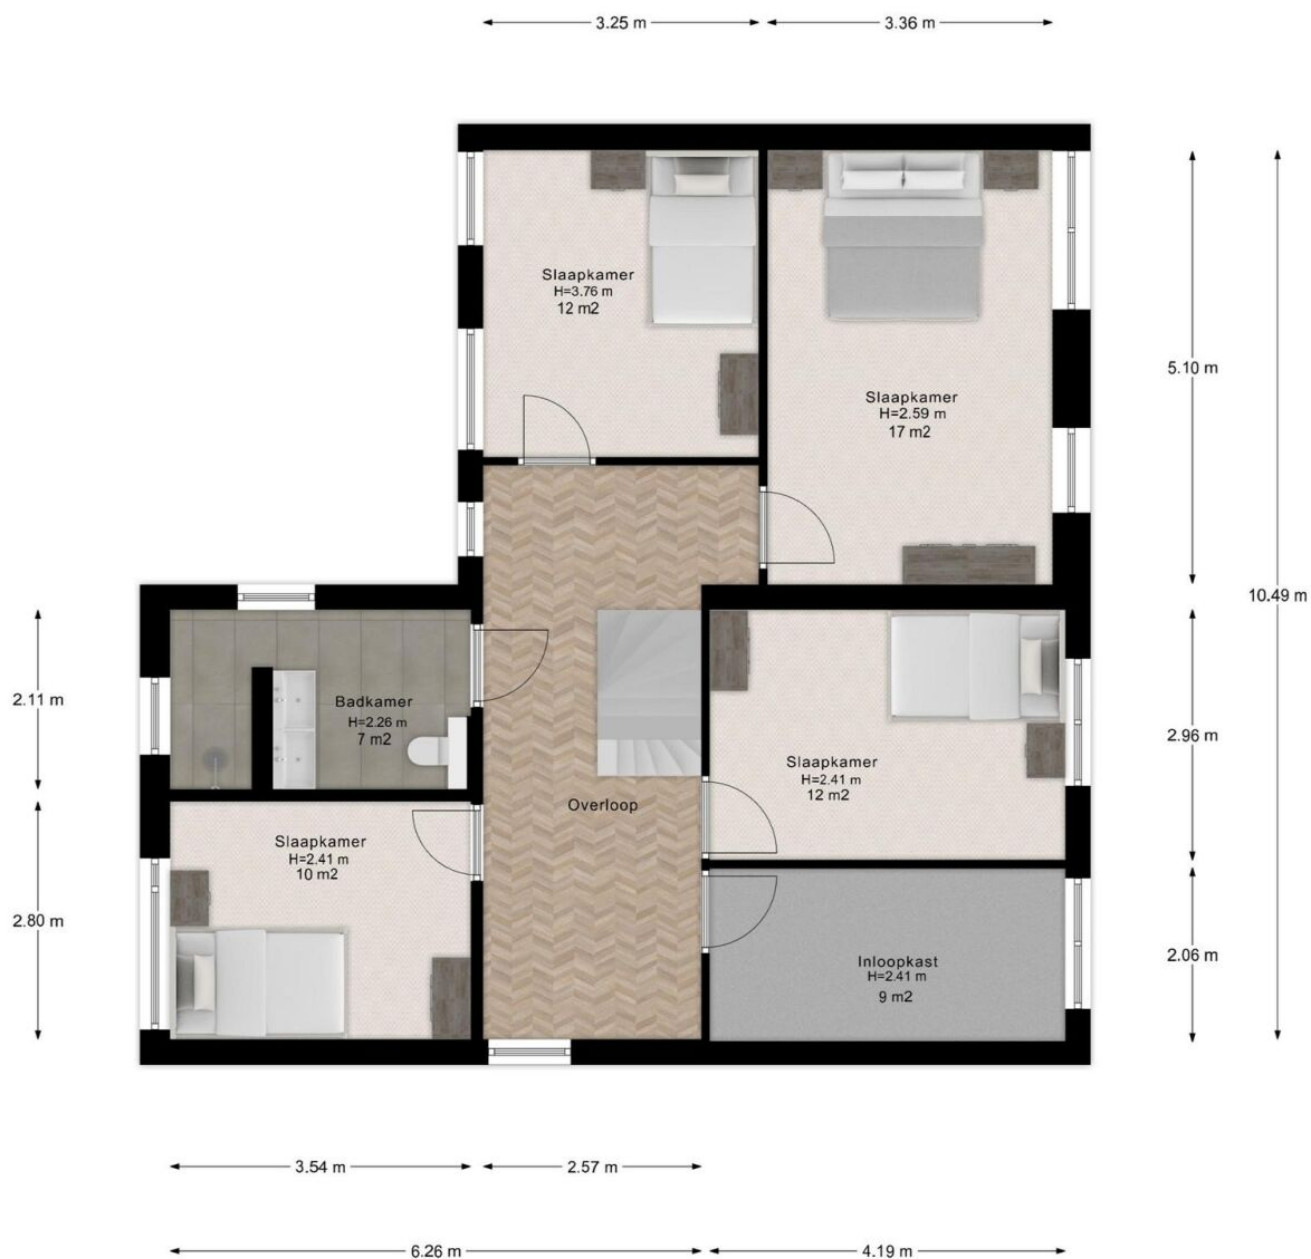 3.25 m
3.36 m
Slaapkamer
H=3.76 m
12 m2
Slaapkamer
H=2.59 m
17 m2
5.10 m
10.49 m
2.11 m
Badkamer
H=2.26 m
7 m2
2.96 m
Slaapkamer
H=2.41 m
12 m2
Overloop
Slaapkamer
H=2.41 m
10 m2
2.80 m
Inloopkast
H=2.41 m
9 m2
2.06 m
3.54 m
2.57 m
6.26 m
4.19 m